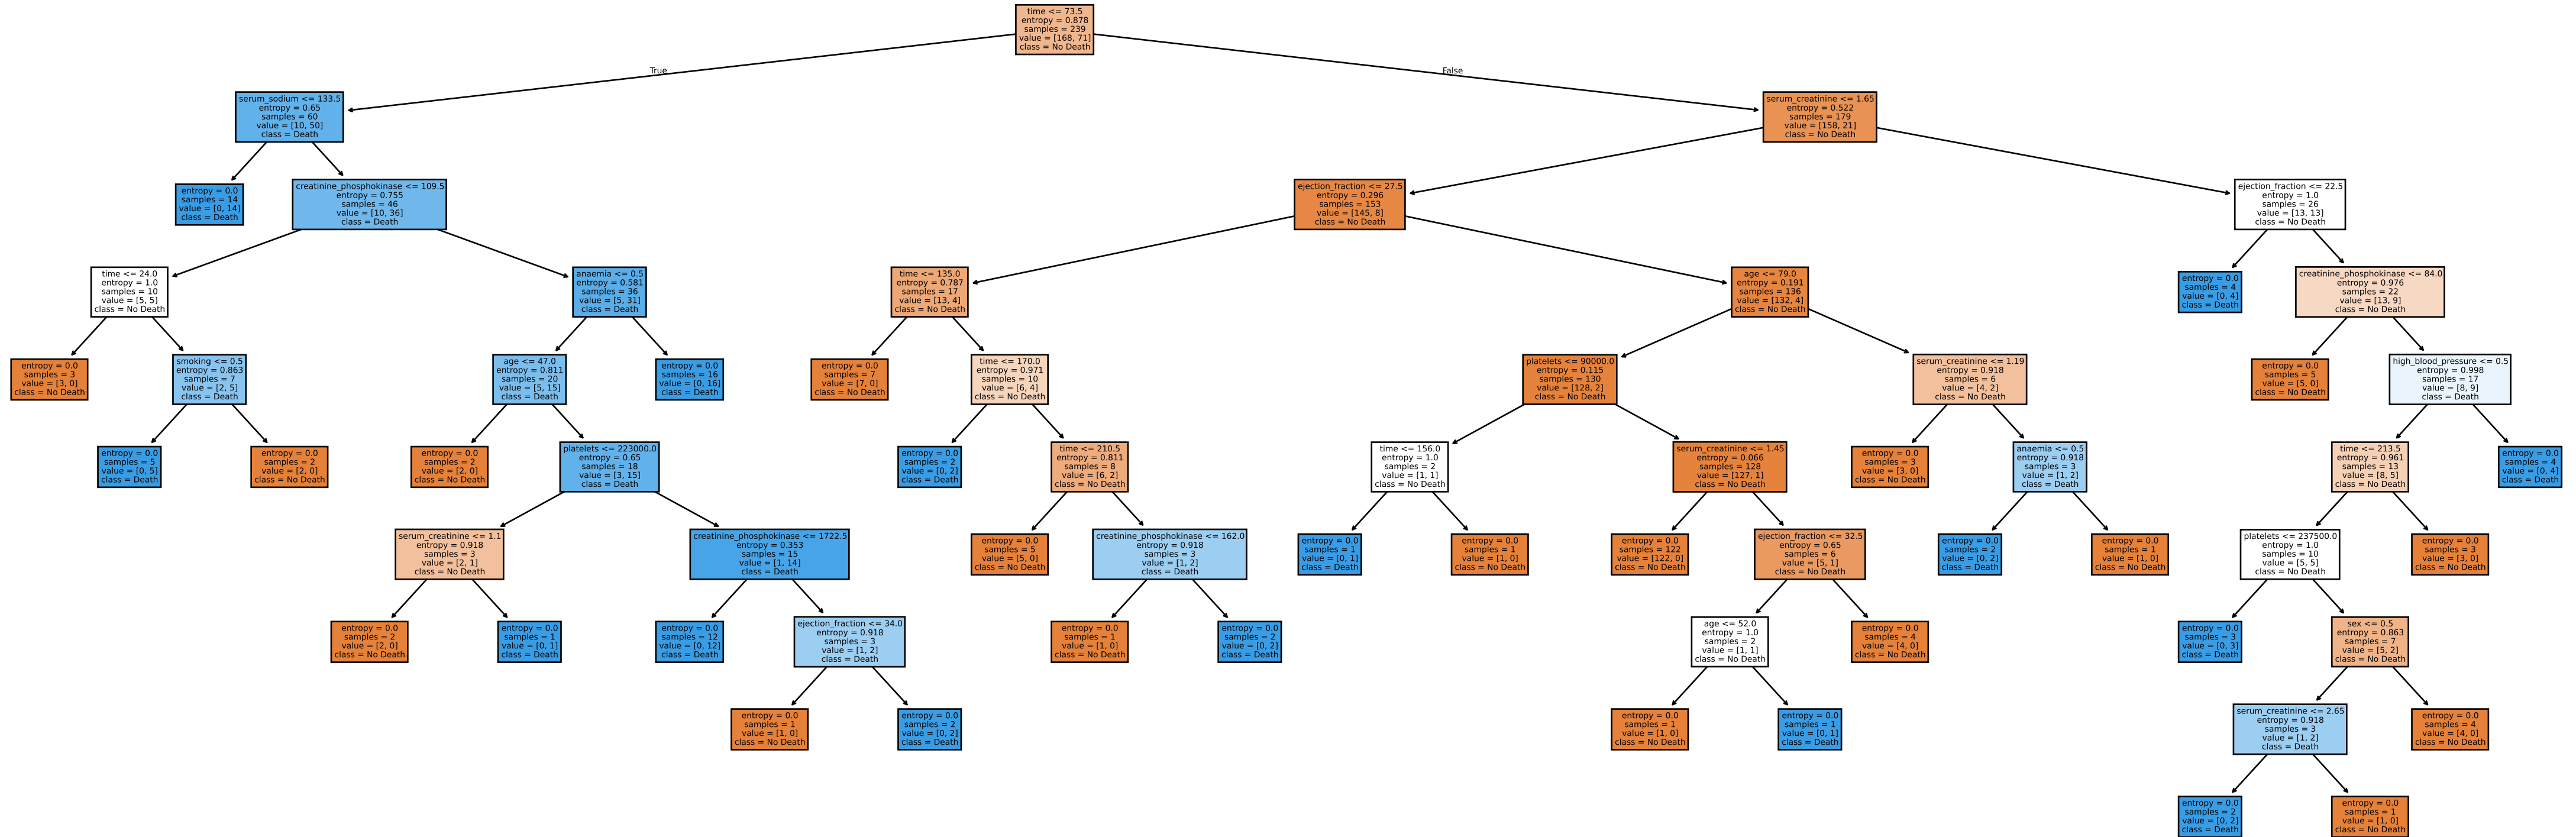 time <= 73.5
entropy = 0.878
samples = 239
value = [168, 71]
class = No Death
True
False
serum_sodium <= 133.5
entropy = 0.65
samples = 60
value = [10, 50]
class = Death
serum_creatinine <= 1.65
entropy = 0.522
samples = 179
value = [158, 21]
class = No Death
entropy = 0.0
samples = 14
value = [0, 14]
class = Death
creatinine_phosphokinase <= 109.5
entropy = 0.755
samples = 46
value = [10, 36]
class = Death
ejection_fraction <= 27.5
entropy = 0.296
samples = 153
value = [145, 8]
class = No Death
ejection_fraction <= 22.5
entropy = 1.0
samples = 26
value = [13, 13]
class = No Death
time <= 24.0
entropy = 1.0
samples = 10
value = [5, 5]
class = No Death
anaemia <= 0.5
entropy = 0.581
samples = 36
value = [5, 31]
class = Death
time <= 135.0
entropy = 0.787
samples = 17
value = [13, 4]
class = No Death
age <= 79.0
entropy = 0.191
samples = 136
value = [132, 4]
class = No Death
entropy = 0.0
samples = 4
value = [0, 4]
class = Death
creatinine_phosphokinase <= 84.0
entropy = 0.976
samples = 22
value = [13, 9]
class = No Death
entropy = 0.0
samples = 3
value = [3, 0]
class = No Death
smoking <= 0.5
entropy = 0.863
samples = 7
value = [2, 5]
class = Death
age <= 47.0
entropy = 0.811
samples = 20
value = [5, 15]
class = Death
entropy = 0.0
samples = 16
value = [0, 16]
class = Death
entropy = 0.0
samples = 7
value = [7, 0]
class = No Death
time <= 170.0
entropy = 0.971
samples = 10
value = [6, 4]
class = No Death
platelets <= 90000.0
entropy = 0.115
samples = 130
value = [128, 2]
class = No Death
serum_creatinine <= 1.19
entropy = 0.918
samples = 6
value = [4, 2]
class = No Death
entropy = 0.0
samples = 5
value = [5, 0]
class = No Death
high_blood_pressure <= 0.5
entropy = 0.998
samples = 17
value = [8, 9]
class = Death
entropy = 0.0
samples = 5
value = [0, 5]
class = Death
entropy = 0.0
samples = 2
value = [2, 0]
class = No Death
entropy = 0.0
samples = 2
value = [2, 0]
class = No Death
platelets <= 223000.0
entropy = 0.65
samples = 18
value = [3, 15]
class = Death
entropy = 0.0
samples = 2
value = [0, 2]
class = Death
time <= 210.5
entropy = 0.811
samples = 8
value = [6, 2]
class = No Death
time <= 156.0
entropy = 1.0
samples = 2
value = [1, 1]
class = No Death
serum_creatinine <= 1.45
entropy = 0.066
samples = 128
value = [127, 1]
class = No Death
entropy = 0.0
samples = 3
value = [3, 0]
class = No Death
anaemia <= 0.5
entropy = 0.918
samples = 3
value = [1, 2]
class = Death
time <= 213.5
entropy = 0.961
samples = 13
value = [8, 5]
class = No Death
entropy = 0.0
samples = 4
value = [0, 4]
class = Death
serum_creatinine <= 1.1
entropy = 0.918
samples = 3
value = [2, 1]
class = No Death
creatinine_phosphokinase <= 1722.5
entropy = 0.353
samples = 15
value = [1, 14]
class = Death
entropy = 0.0
samples = 5
value = [5, 0]
class = No Death
creatinine_phosphokinase <= 162.0
entropy = 0.918
samples = 3
value = [1, 2]
class = Death
entropy = 0.0
samples = 1
value = [0, 1]
class = Death
entropy = 0.0
samples = 1
value = [1, 0]
class = No Death
entropy = 0.0
samples = 122
value = [122, 0]
class = No Death
ejection_fraction <= 32.5
entropy = 0.65
samples = 6
value = [5, 1]
class = No Death
entropy = 0.0
samples = 2
value = [0, 2]
class = Death
entropy = 0.0
samples = 1
value = [1, 0]
class = No Death
platelets <= 237500.0
entropy = 1.0
samples = 10
value = [5, 5]
class = No Death
entropy = 0.0
samples = 3
value = [3, 0]
class = No Death
entropy = 0.0
samples = 2
value = [2, 0]
class = No Death
entropy = 0.0
samples = 1
value = [0, 1]
class = Death
entropy = 0.0
samples = 12
value = [0, 12]
class = Death
ejection_fraction <= 34.0
entropy = 0.918
samples = 3
value = [1, 2]
class = Death
entropy = 0.0
samples = 1
value = [1, 0]
class = No Death
entropy = 0.0
samples = 2
value = [0, 2]
class = Death
age <= 52.0
entropy = 1.0
samples = 2
value = [1, 1]
class = No Death
entropy = 0.0
samples = 4
value = [4, 0]
class = No Death
entropy = 0.0
samples = 3
value = [0, 3]
class = Death
sex <= 0.5
entropy = 0.863
samples = 7
value = [5, 2]
class = No Death
entropy = 0.0
samples = 1
value = [1, 0]
class = No Death
entropy = 0.0
samples = 2
value = [0, 2]
class = Death
entropy = 0.0
samples = 1
value = [1, 0]
class = No Death
entropy = 0.0
samples = 1
value = [0, 1]
class = Death
serum_creatinine <= 2.65
entropy = 0.918
samples = 3
value = [1, 2]
class = Death
entropy = 0.0
samples = 4
value = [4, 0]
class = No Death
entropy = 0.0
samples = 2
value = [0, 2]
class = Death
entropy = 0.0
samples = 1
value = [1, 0]
class = No Death